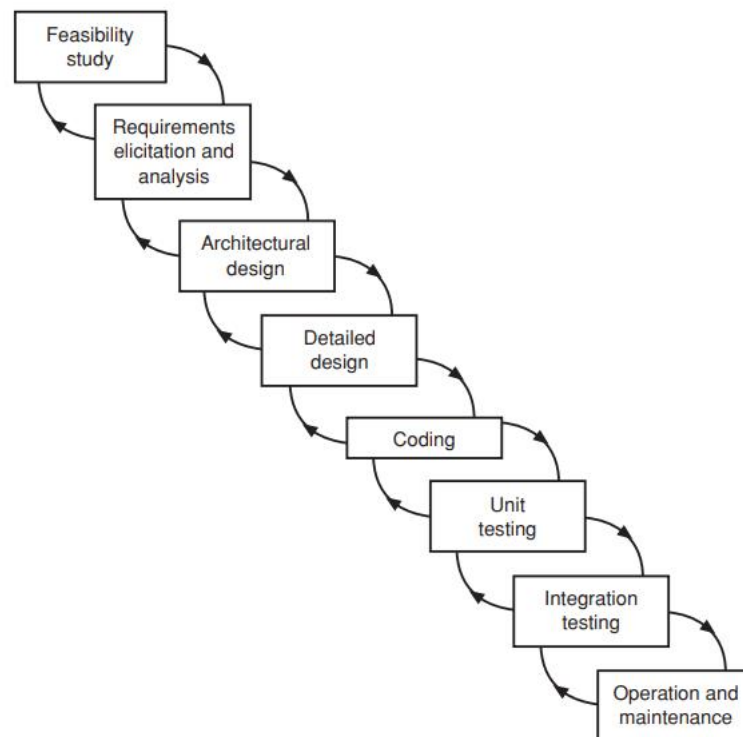 Feasibility
study
Requirements
elicitation and
analysis
Architectural
design
Detailed
design
Coding
Unit
testing
Integration
testing
Operation and
maintenance